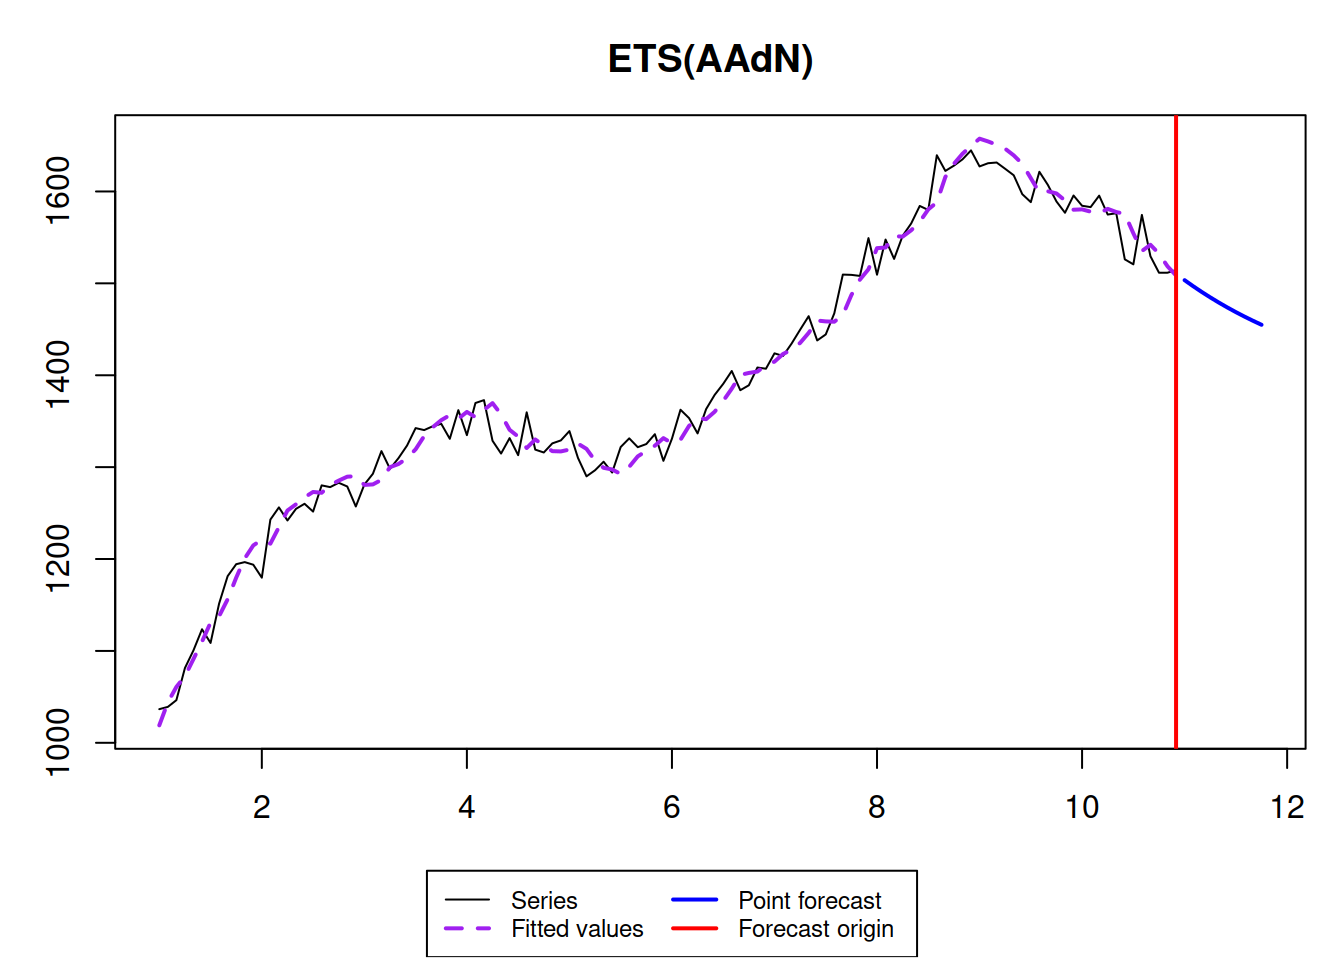 ETS(AAdN)
1600
1400
1200
1000
2 4 6 8 10 12
Series Point forecast
Fitted values Forecast origin